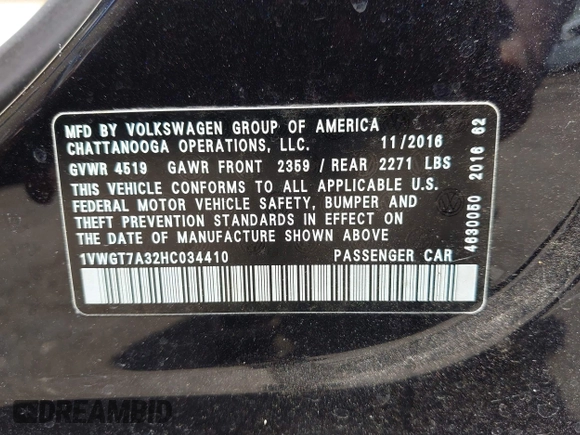 MFD BY VOLKSWAGEN GROUP OF AMERICA
CHATTANOOGA OPERATIONS, LLC. 11/2016
GVWR 4519 GAWR FRONT 2359 / REAR 2271 LBS
THIS VEHICLE CONFORMS TO ALL APPLICABLE U.S.
FEDERAL MOTOR VEHICLE SAFETY, BUMPER AND
THEFT PREVENTION STANDARDS IN EFFECT ON
THE DATE OF MANUFACTURE SHOWN ABOVE
1VWGT7A32HC034410 PASSENGER CAR
4630050 2016 62
DREAMBID